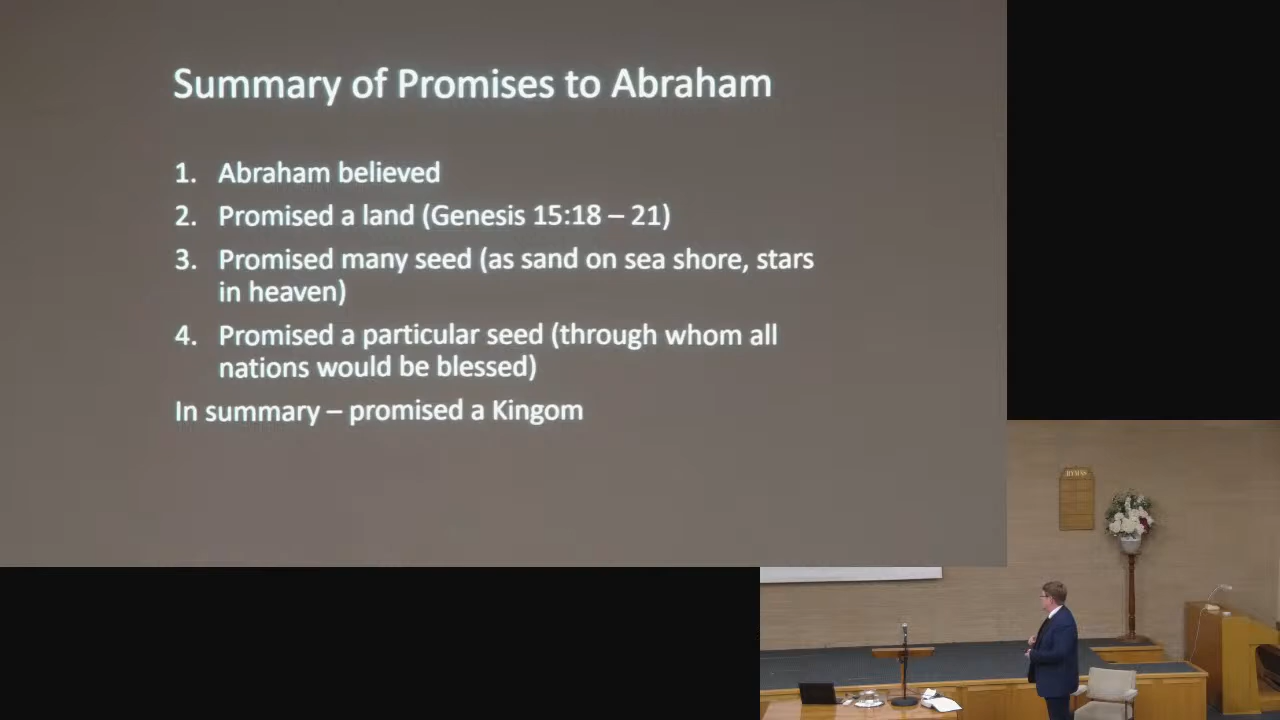 Summary of Promises to Abraham
1. Abraham believed
2. Promised a land (Genesis 15:18 – 21)
3. Promised many seed (as sand on sea shore, stars
in heaven)
4. Promised a particular seed (through whom all
nations would be blessed)
In summary – promised a Kingom
HYMNS